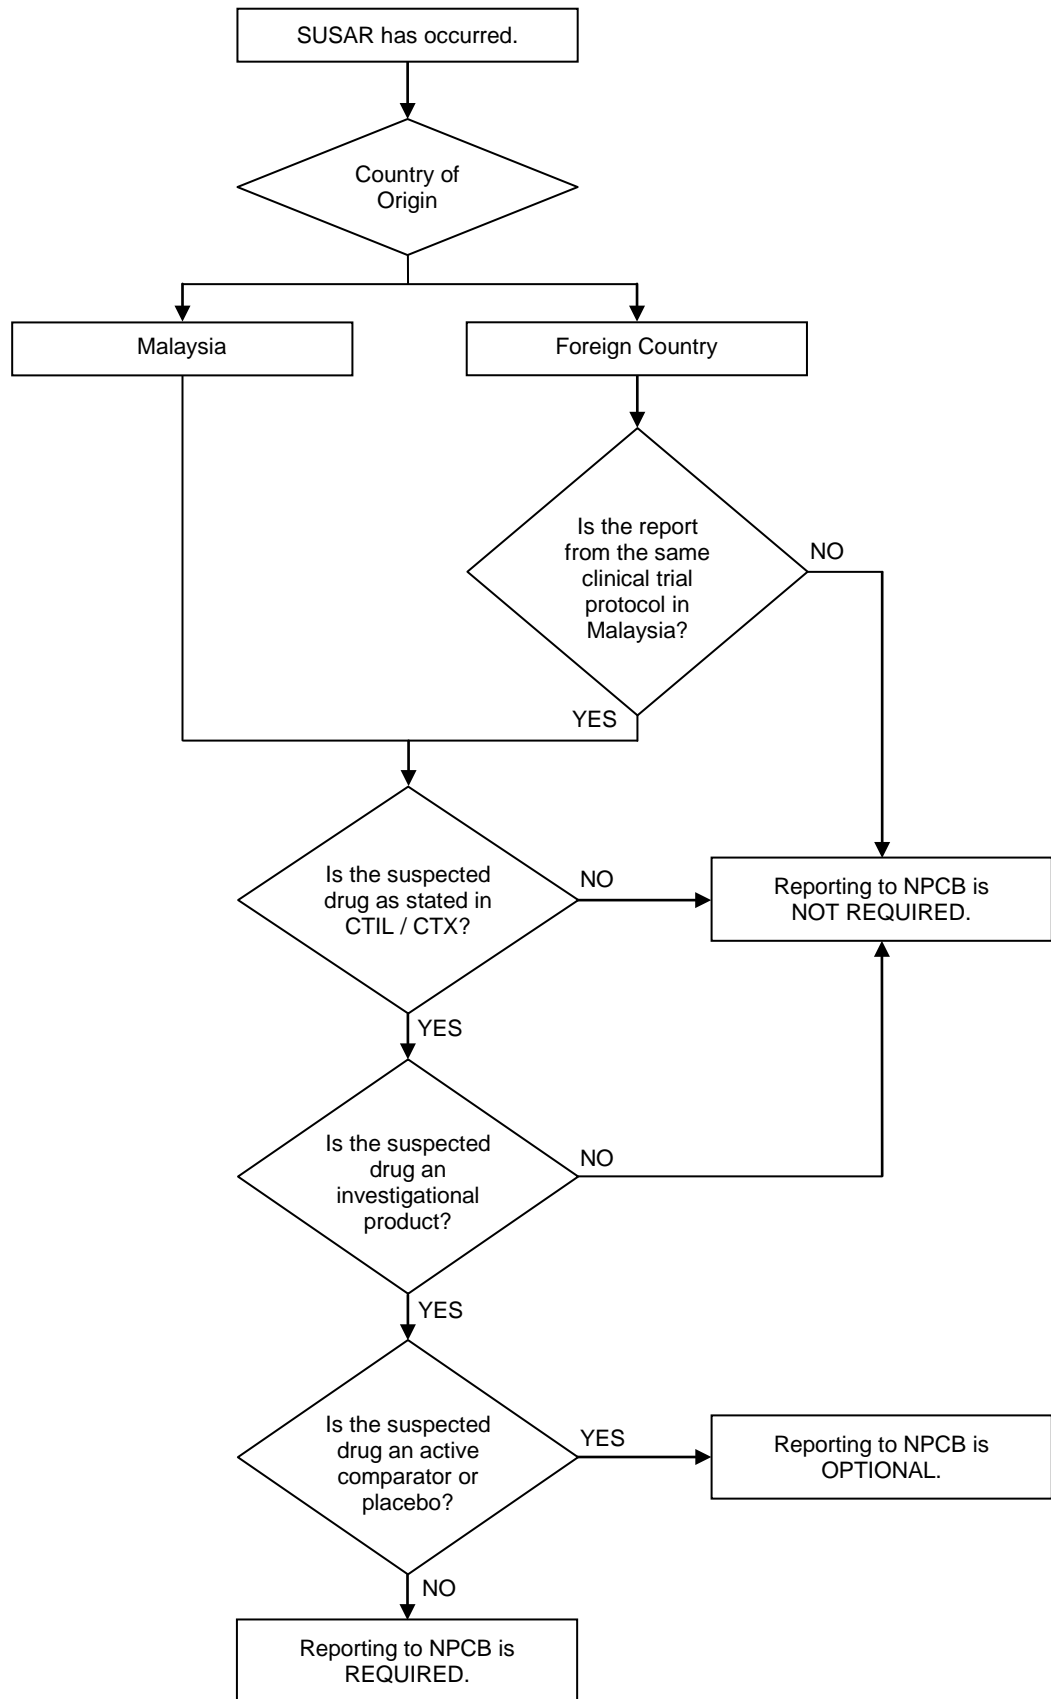 SUSAR has occurred.
Country of
Origin
Malaysia
Foreign Country
Is the report
from the same
clinical trial
protocol in
Malaysia?
NO
YES
Is the suspected
drug as stated in
CTIL / CTX?
NO
Reporting to NPCB is
NOT REQUIRED.
YES
Is the suspected
drug an
investigational
product?
NO
YES
Is the suspected
drug an active
comparator or
placebo?
YES
Reporting to NPCB is
OPTIONAL.
NO
Reporting to NPCB is
REQUIRED.